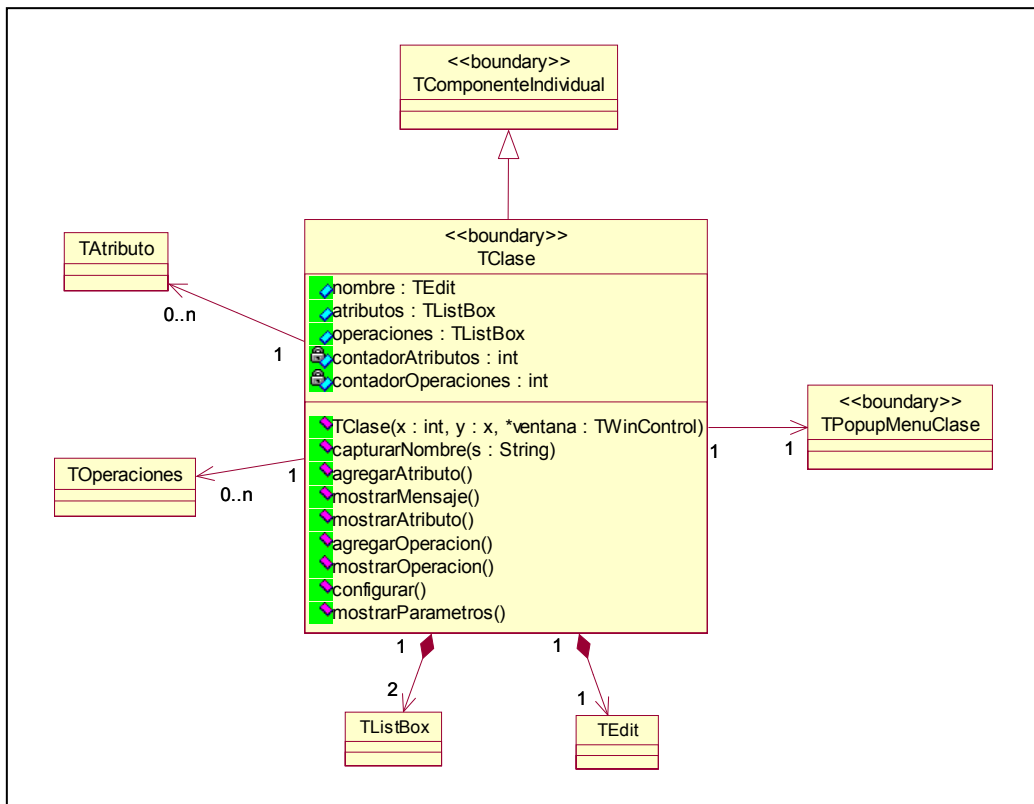 <<boundary>>
TComponenteIndividual
<<boundary>>
TClase
nombre : TEdit
atributos : TListBox
operaciones : TListBox
contadorAtributos : int
contadorOperaciones : int
TClase(x : int, y : x, *ventana : TWinControl)
capturarNombre(s : String)
agregarAtributo()
mostrarMensaje()
mostrarAtributo()
agregarOperacion()
mostrarOperacion()
configurar()
mostrarParametros()
TAtributo
0..n
1
TOperaciones
0..n
1
<<boundary>>
TPopupMenuClase
1
1
1
2
TListBox
1
1
TEdit